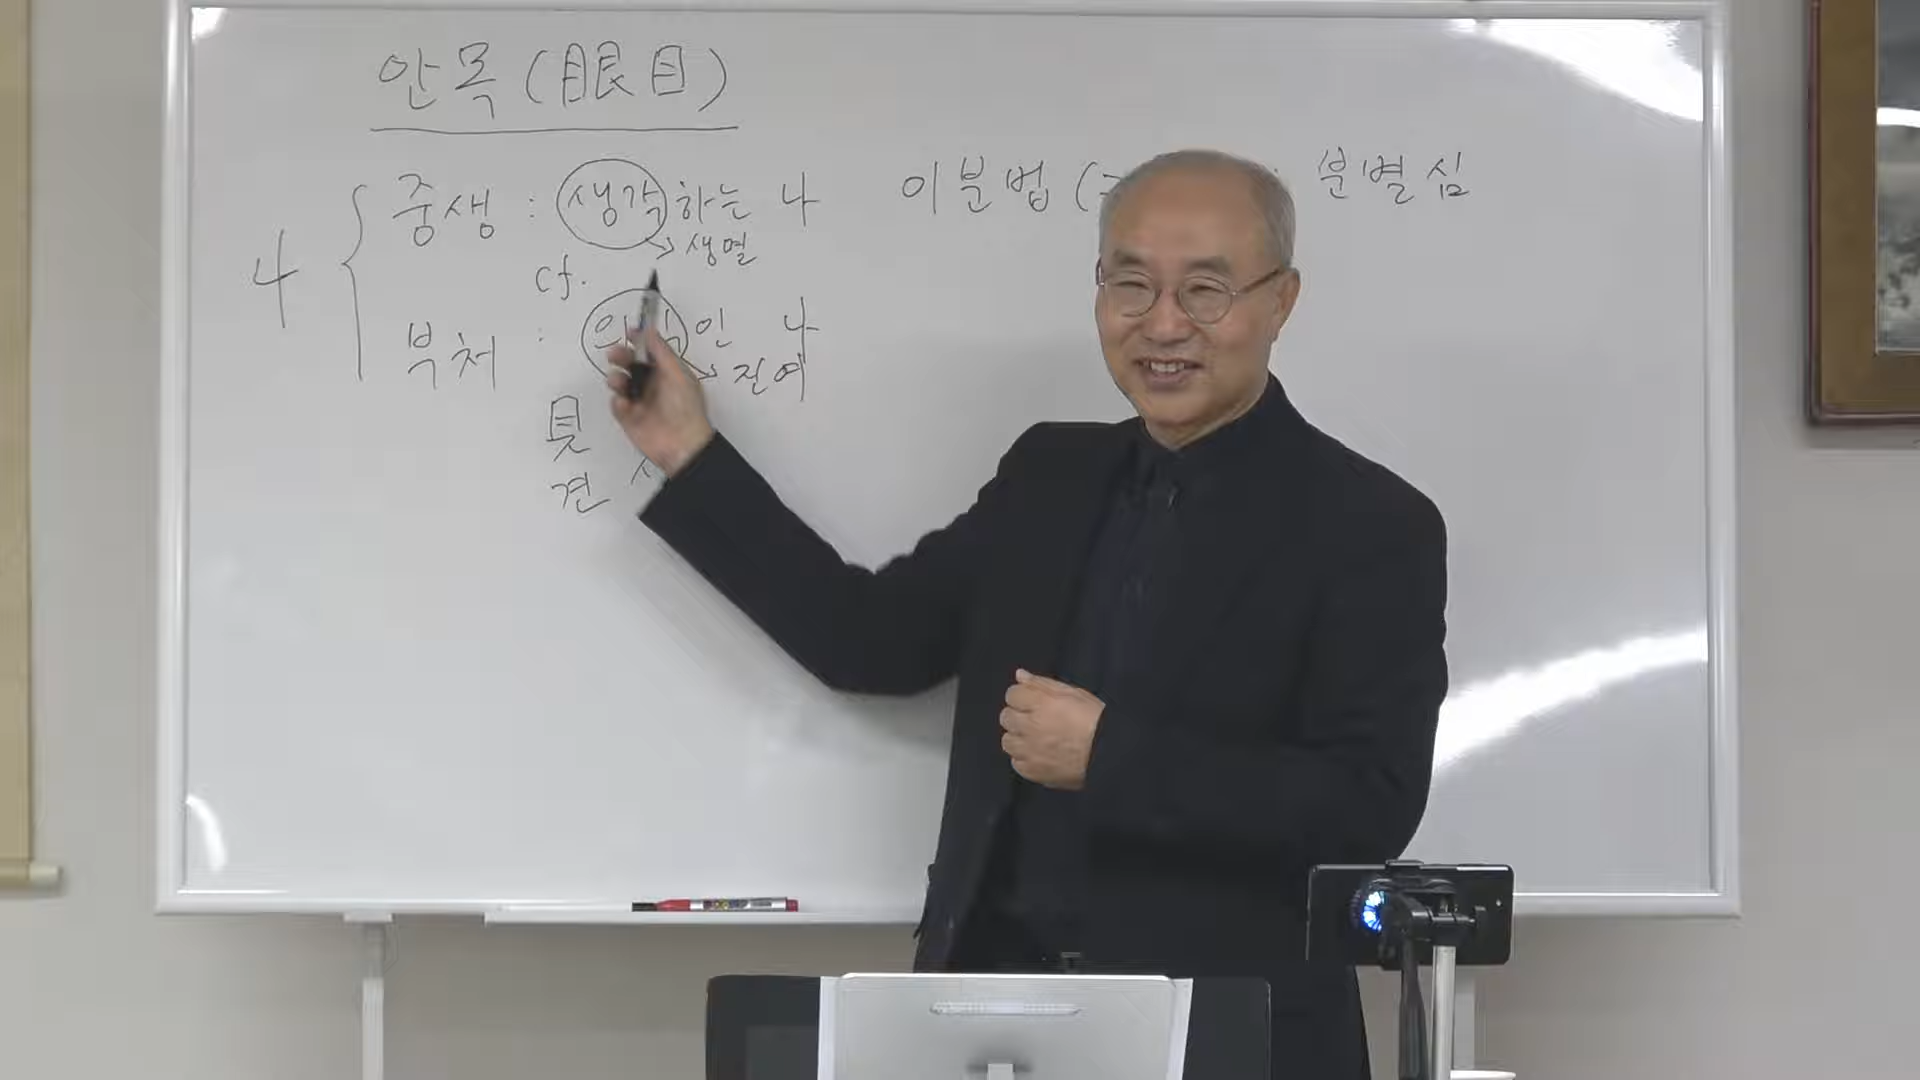 안목 (眼目)
중생 : 생각하는 나
→ 생멸
이분법 ( 분별심
나
cf.
부처 : 인 나
→ 진여
見
견